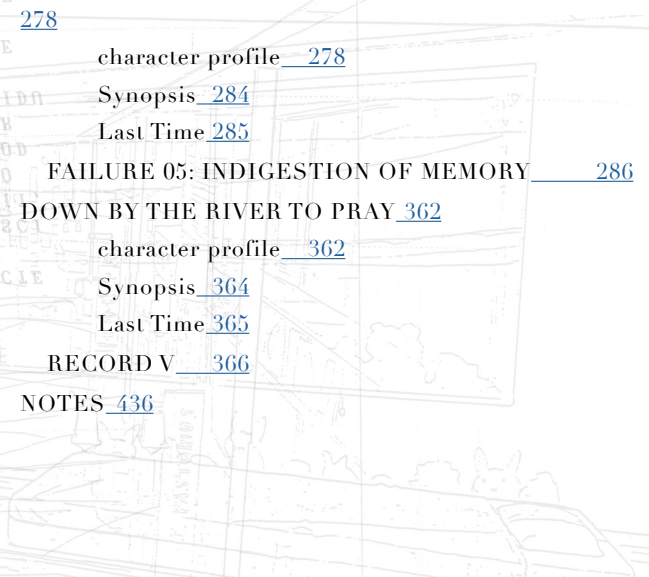 278
character profile 278
Synopsis 284
Last Time 285
FAILURE 05: INDIGESTION OF MEMORY 286
DOWN BY THE RIVER TO PRAY 362
character profile 362
Synopsis 364
Last Time 365
RECORD V 366
NOTES 436